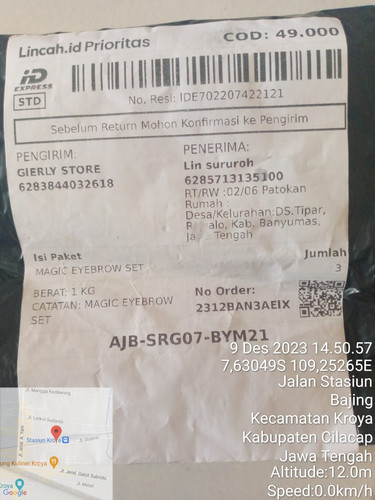 Lincah.id Prioritas
COD: 49.000
iD
EXPRESS
STD
No. Resi: IDE702207422121
Sebelum Return Mohon Konfirmasi ke Pengirim
PENGIRIM:
GIERLY STORE
6283844032618
PENERIMA:
Lin sururoh
6285713135100
RT/RW :02/06 Patokan
Rumah :
Desa/Kelurahan:DS.Tipar,
Kab. Banyumas,
Tengah
Isi Paket
Jumlah
MAGIC EYEBROW SET
3
BERAT: 1 KG
CATATAN: MAGIC EYEBROW
SET
No Order:
2312BAN3AEIX
AJB-SRG07-BYM21
9 Des 2023 14.50.57
7,63049S 109,25265E
Jalan Stasiun
Bajing
Kecamatan Kroya
Kabupaten Cilacap
Jawa Tengah
Altitude:12.0m
Speed:0.0km/h
Stasiun Kroya
Kroya
Google